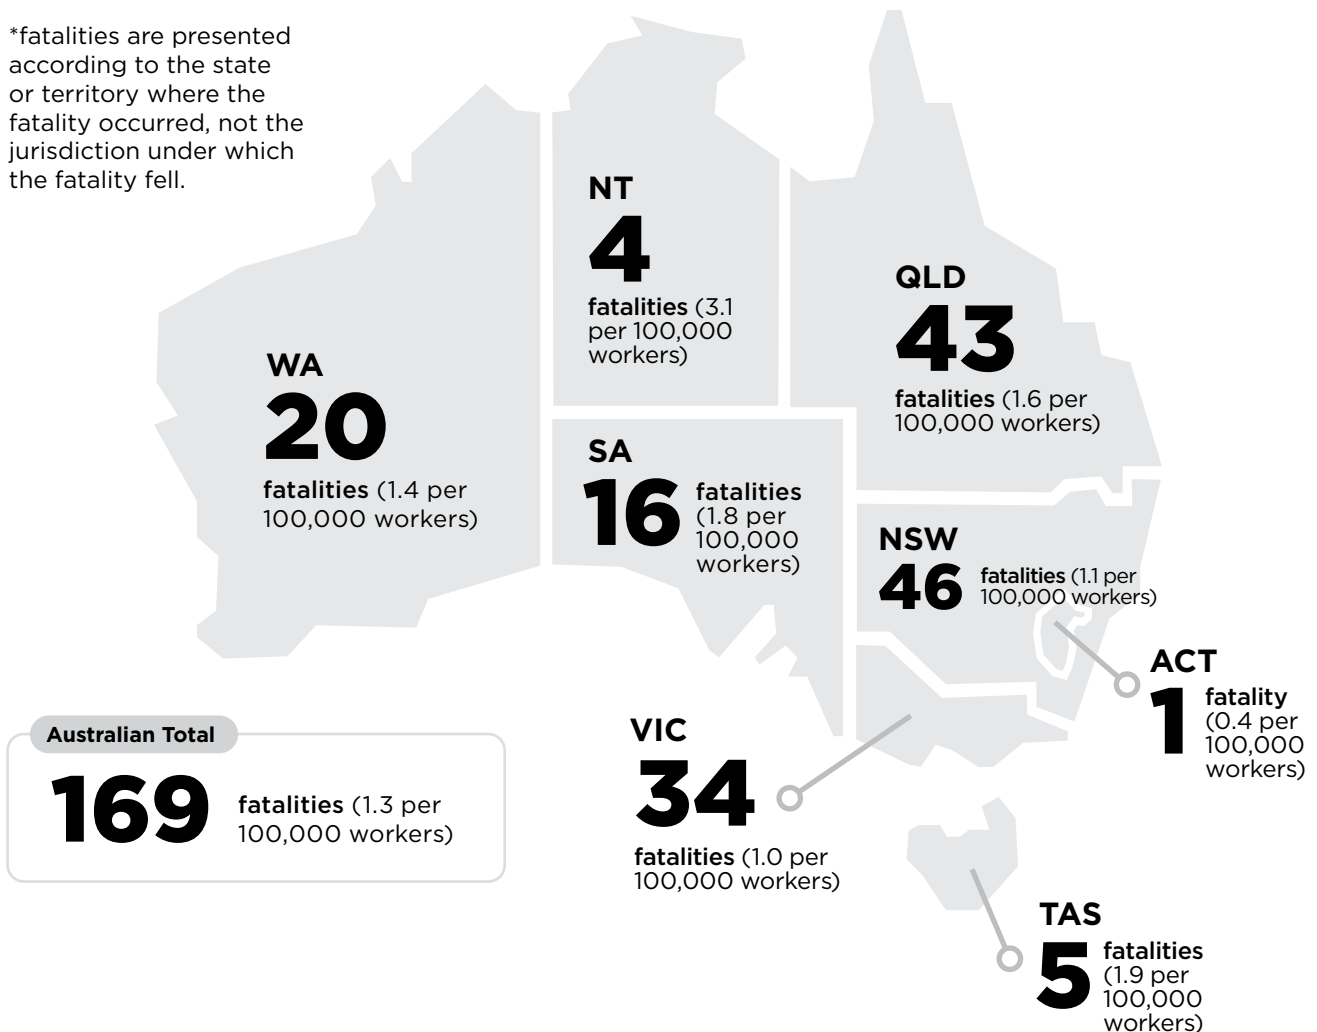 *fatalities are presented
according to the state
or territory where the
fatality occurred, not the
jurisdiction under which
the fatality fell.
NT
4
fatalities (3.1
per 100,000
workers)
QLD
43
fatalities (1.6 per
100,000 workers)
WA
20
fatalities (1.4 per
100,000 workers)
SA
16
fatalities
(1.8 per
100,000
workers)
NSW
46
fatalities (1.1 per
100,000 workers)
ACT
1
fatality
(0.4 per
100,000
workers)
Australian Total
169
fatalities (1.3 per
100,000 workers)
VIC
34
fatalities (1.0 per
100,000 workers)
TAS
5
fatalities
(1.9 per
100,000
workers)